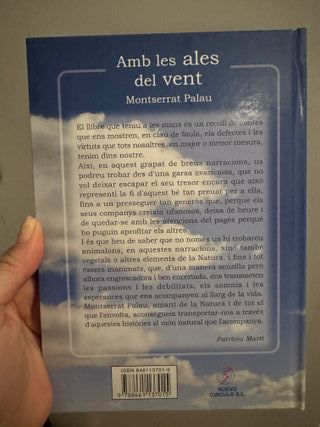 Amb les ales
del vent
Montserrat Palau
El llibre que teniu a les mans és un recull de contes
que ens mostren, en clau de faula, els defectes i les
virtuts que tots nosaltres, en major o menor mesura,
tenim dins nostre.
Així, en aquest grapat de breus narracions, us
podreu trobar des d'una garsa avariciosa, que no
vol deixar escapar el seu tresor encara que això
representi la fi d'aquest bé tan preuat per a ella,
fins a un presseguer tan generós que, perquè els
seus companys creixin ufanosos, deixa de beure i
de quedar-se amb les atencions del pagès perquè
ho puguin aprofitar els altres.
I és que heu de saber que no només us hi trobareu
animalons, en aquestes narracions, sinó també
vegetals o altres elements de la Natura, i fins i tot
éssers inanimats, que, d'una manera senzilla però
alhora engrescadora i ben encertada, ens transmeten
les passions i les debilitats, els somnis i les
esperances que ens acompanyen al llarg de la vida.
Montserrat Palau, amant de la Natura i de tot el
que l'envolta, aconsegueix transportar-nos a través
d'aquestes històries al món natural que l'acompanya.
Patrícia Martí
ISBN 846113701-9
9 788461 137015
NUEVO
CIRCULO S.L.